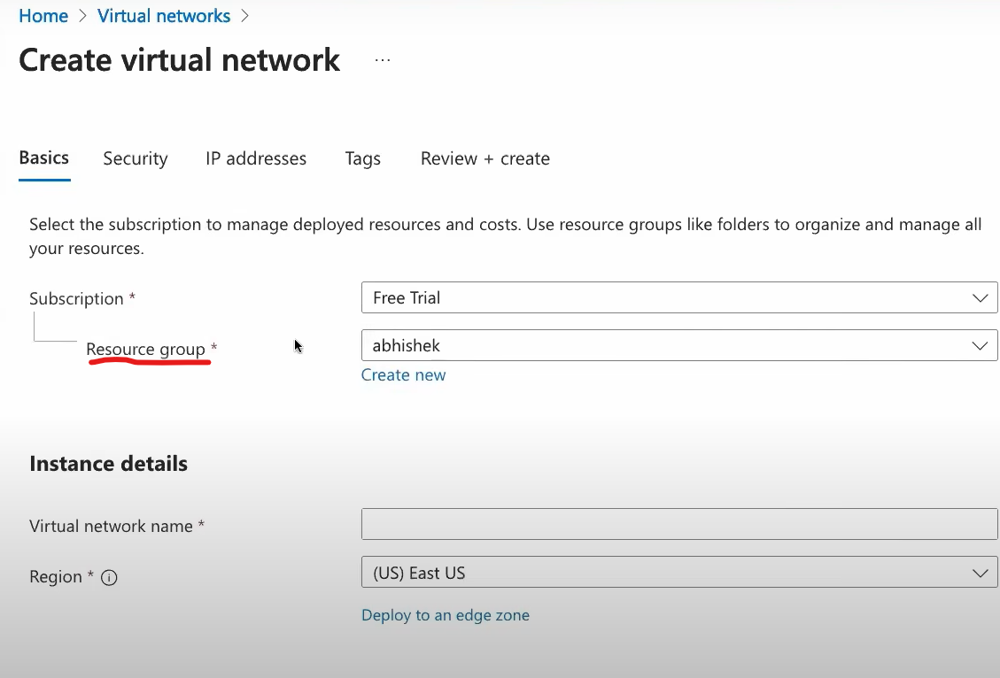 Home > Virtual networks >
Create virtual network ...
Basics Security IP addresses Tags Review + create
Select the subscription to manage deployed resources and costs. Use resource groups like folders to organize and manage all
your resources.
Subscription * Free Trial
Resource group * abhishek
Create new
Instance details
Virtual network name *
Region * (US) East US
Deploy to an edge zone